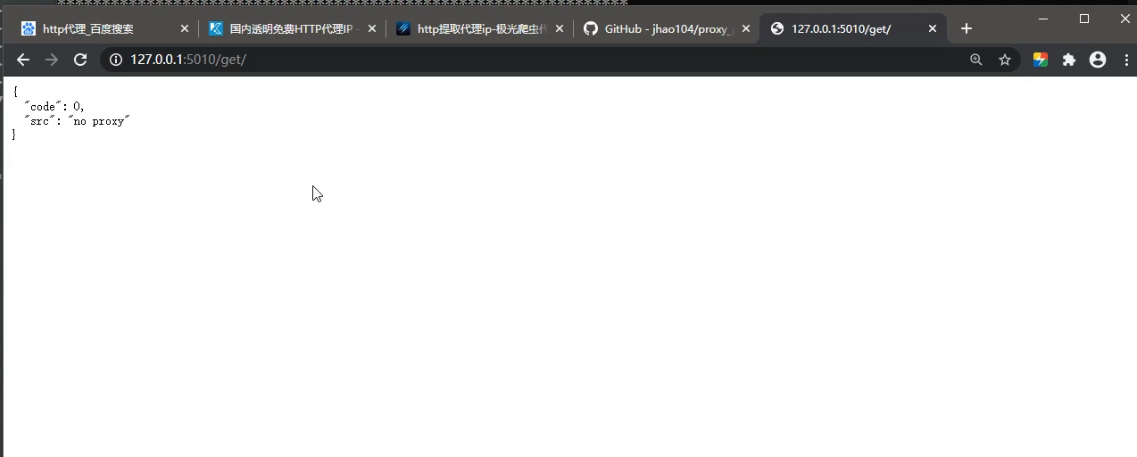 http代理_百度搜索
国内透明免费HTTP代理IP -
http提取代理ip-极光爬虫代
GitHub - jhao104/proxy_
127.0.0.1:5010/get/
127.0.0.1:5010/get/
{
"code": 0,
"src": "no proxy"
}